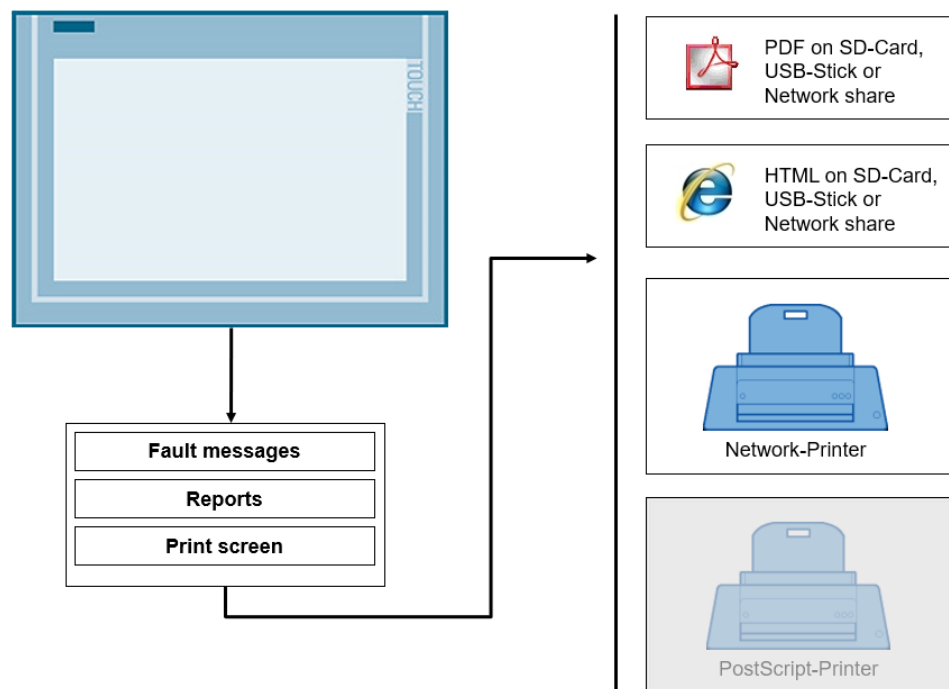 TOUCH
Fault messages
Reports
Print screen
PDF on SD-Card,
USB-Stick or
Network share
HTML on SD-Card,
USB-Stick or
Network share
Network-Printer
PostScript-Printer